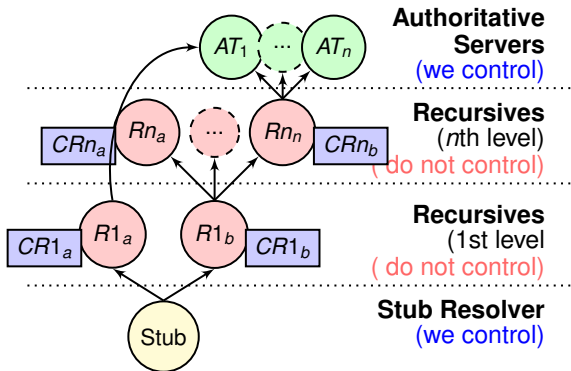 AT1 ... ATn
Authoritative
Servers
(we control)
CRna Rna ... Rnn CRnb
Recursives
(nth level)
( do not control)
CR1a R1a R1b CR1b
Recursives
(1st level
( do not control)
Stub
Stub Resolver
(we control)